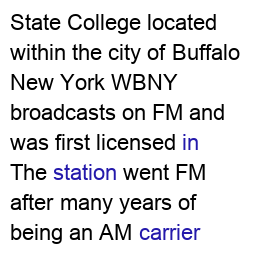 State College located
within the city of Buffalo
New York WBNY
broadcasts on FM and
was first licensed in
The station went FM
after many years of
being an AM carrier